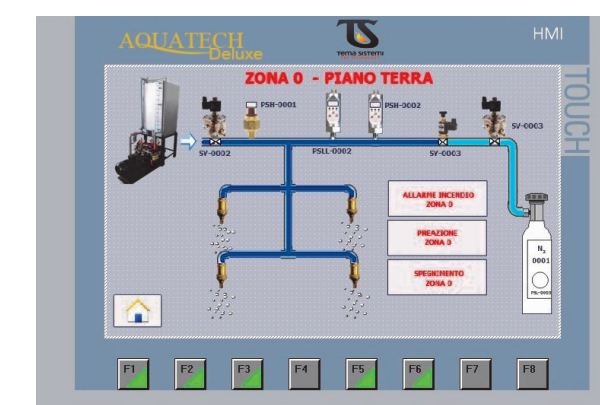 AQUATECH
Deluxe
TS
Tema Sistemi
HMI
TOUCH
ZONA 0 - PIANO TERRA
PSH-0001
PSH-0002
SV-0003
SV-0002
PSLL-0002
SV-0003
ALLARME INCENDIO
ZONA 0
PREAZIONE
ZONA 0
SPEGNIMENTO
ZONA 0
N2
0001
F1
F2
F3
F4
F5
F6
F7
F8